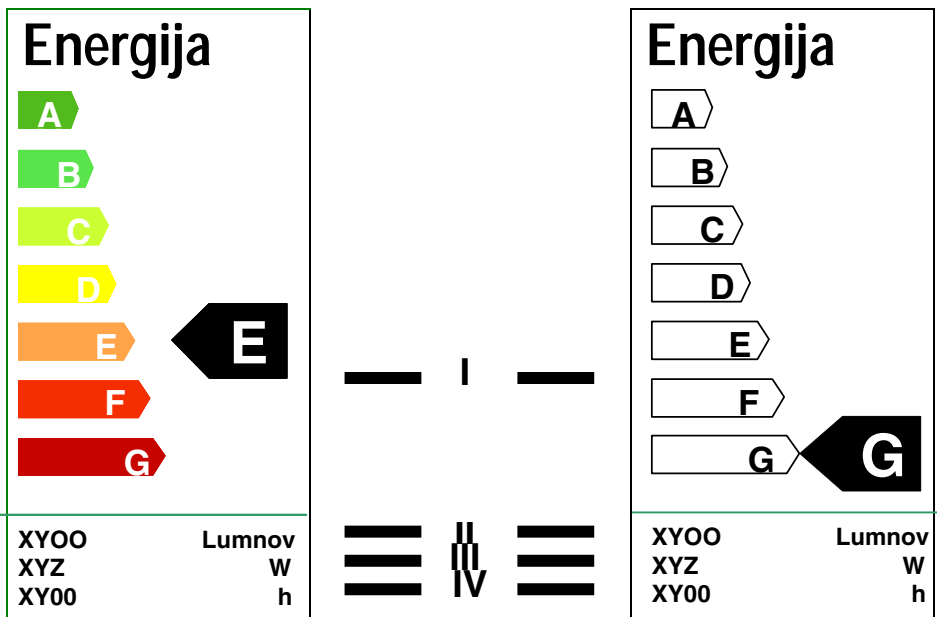 Energija
A
B
C
D
E
E
F
G
XYOO Lumnov
XYZ W
XY00 h
I
II
III
IV
Energija
A
B
C
D
E
F
G
G
XYOO Lumnov
XYZ W
XY00 h